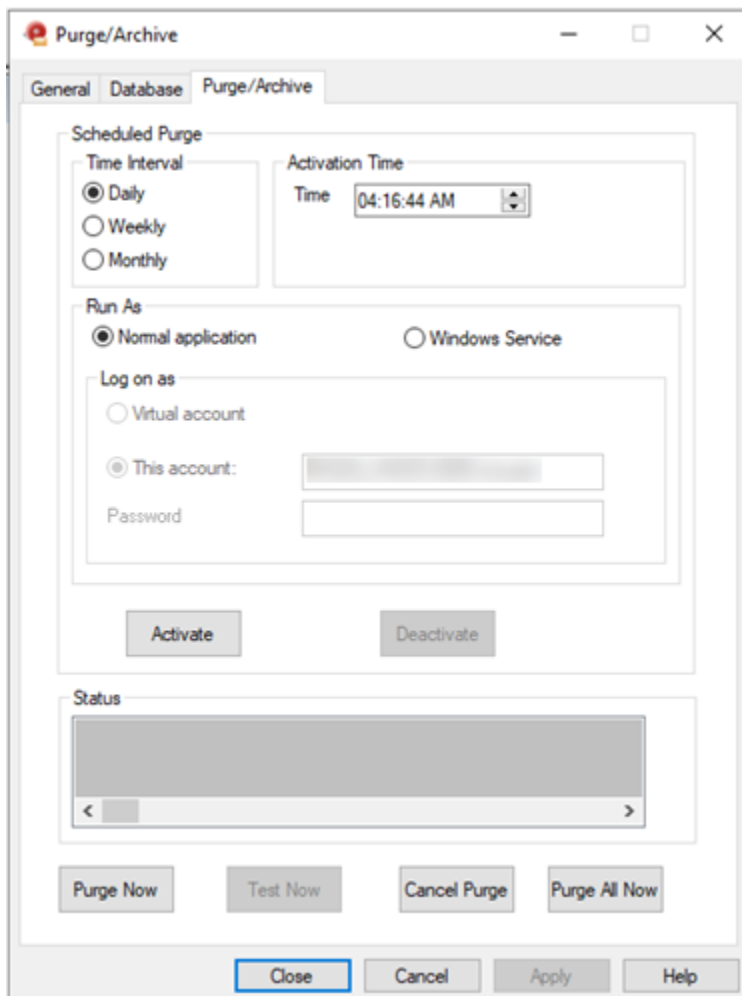 Purge/Archive
General Database Purge/Archive
Scheduled Purge
Time Interval
Daily
Weekly
Monthly
Activation Time
Time 04:16:44 AM
Run As
Normal application Windows Service
Log on as
Virtual account
This account:
Password
Activate Deactivate
Status
Purge Now Test Now Cancel Purge Purge All Now
Close Cancel Apply Help